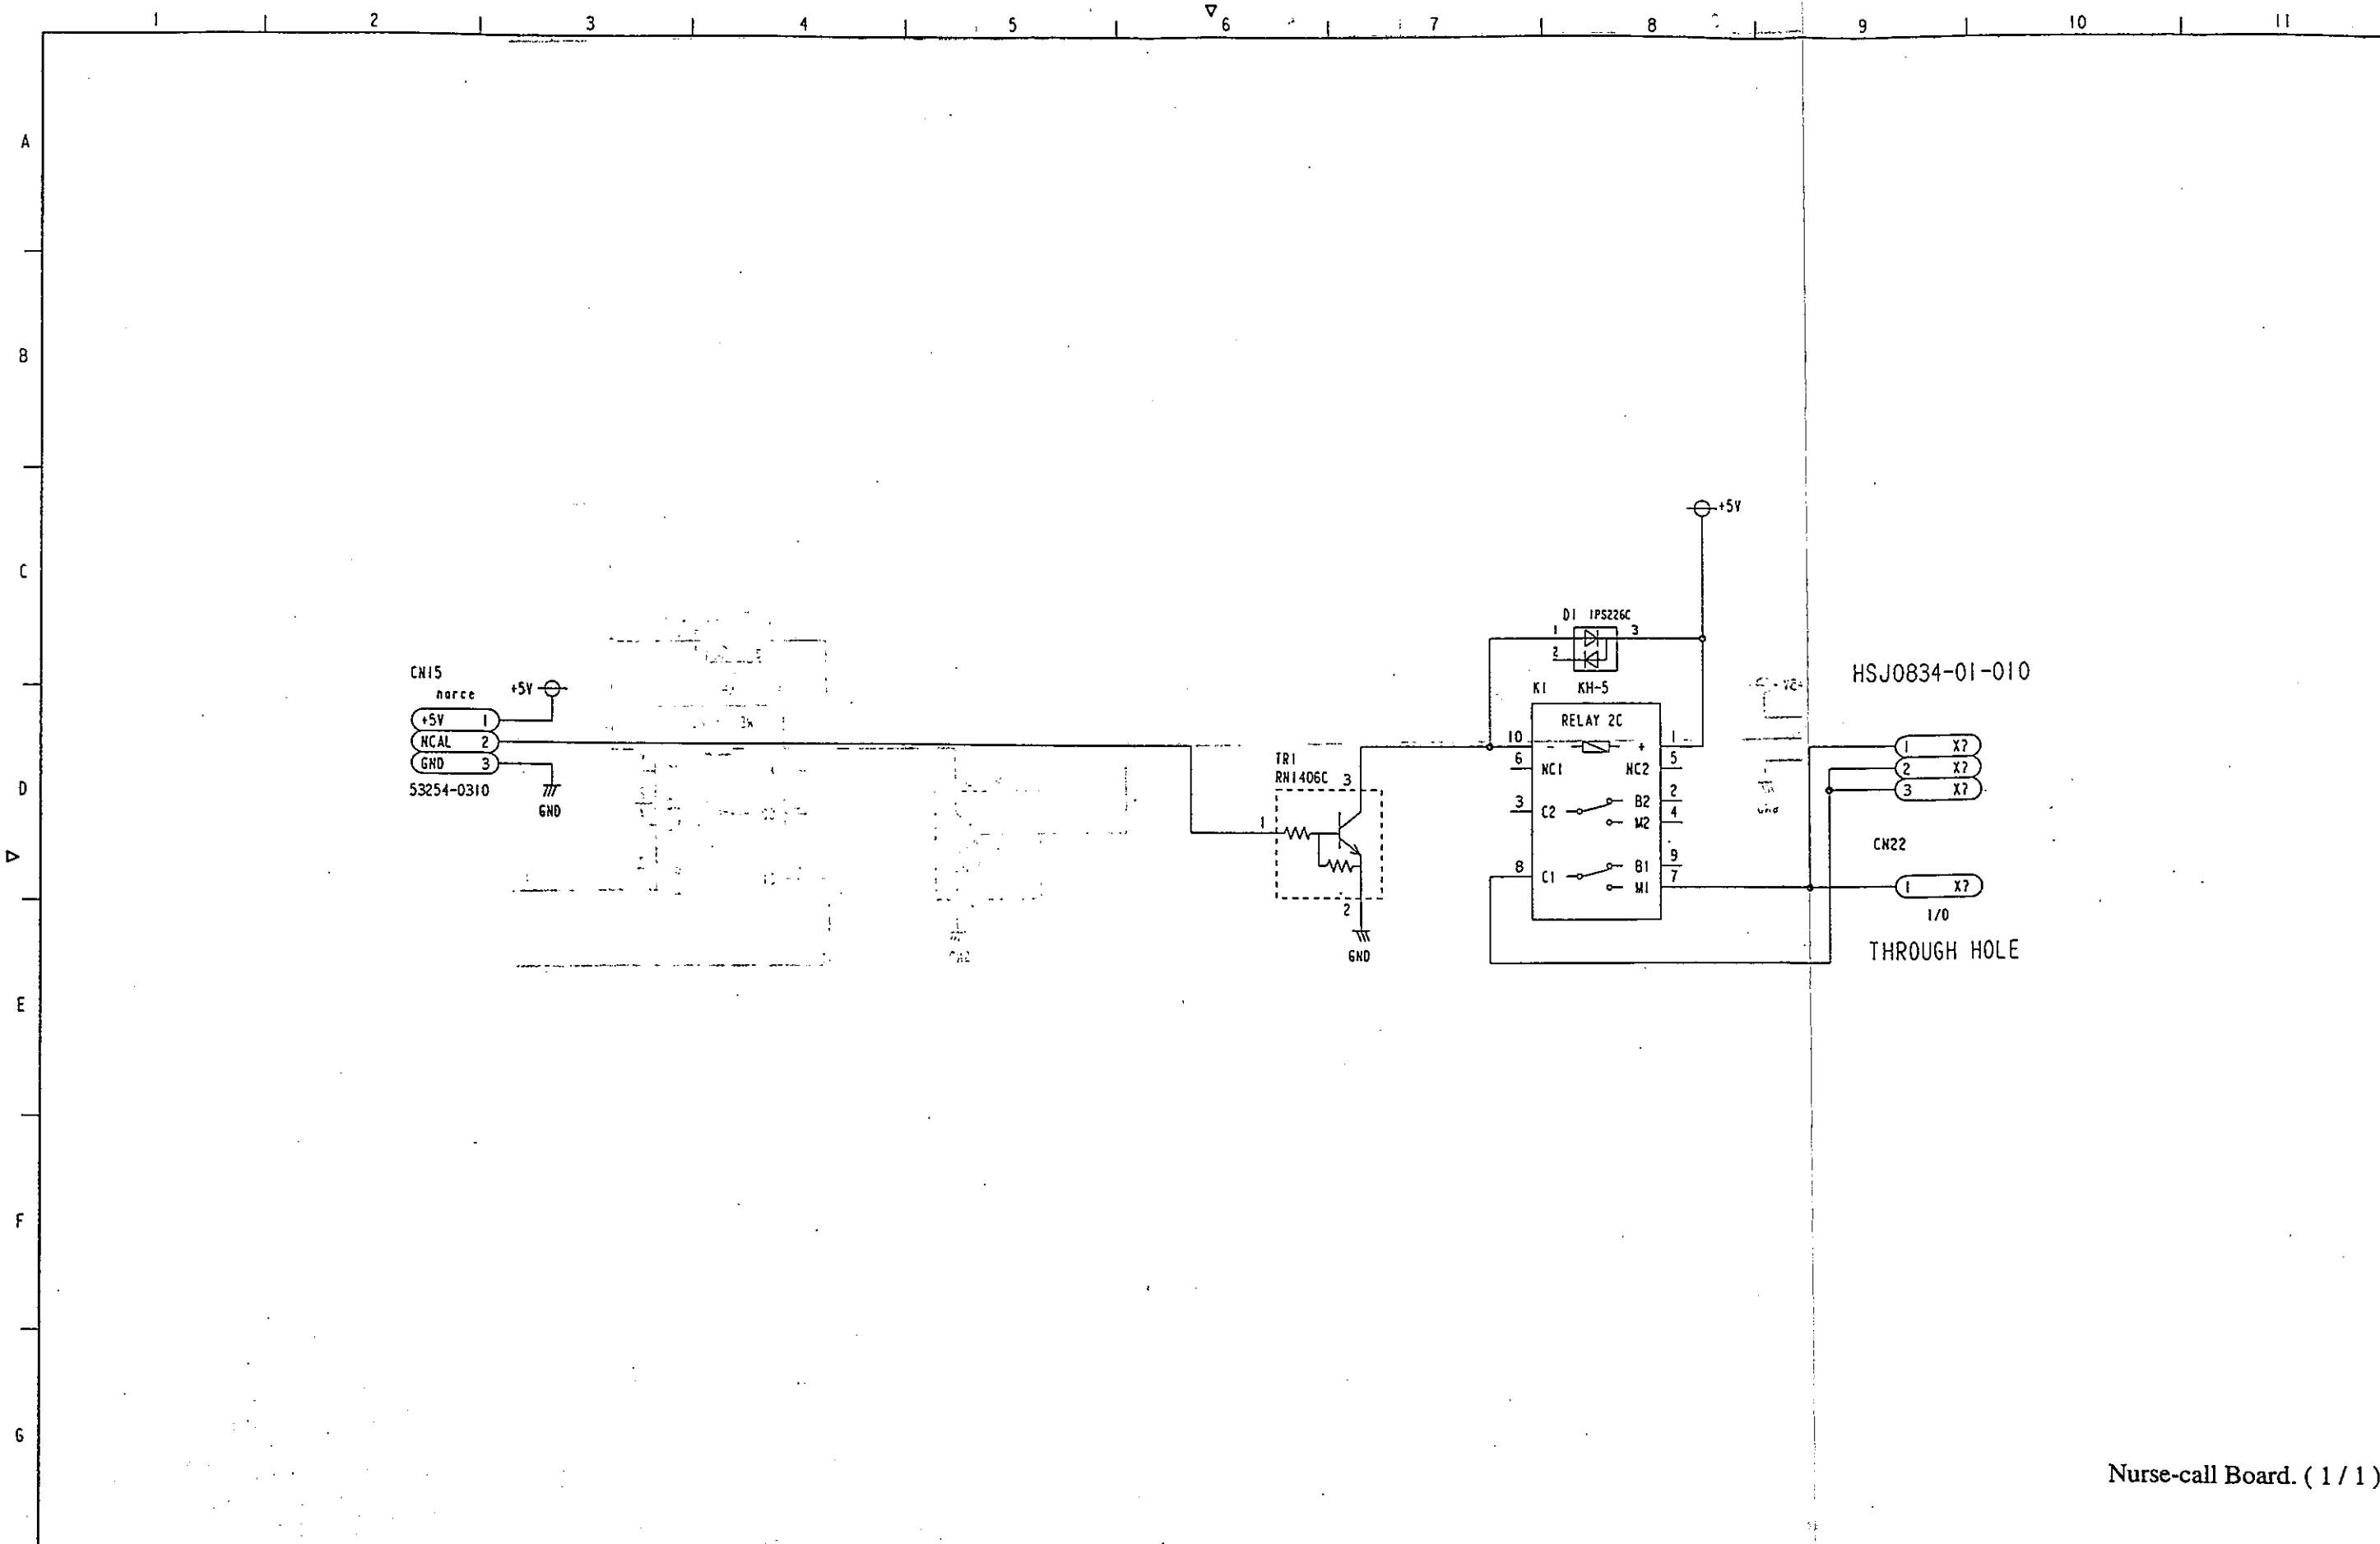 1 2 3 4 5 6 7 8 9 10 11
A
B
C
D
E
F
G
+5V
D1 1PS226C
1 3
2
HSJ0834-01-010
CN15
narce
+5V
+5V 1
NCAL 2
GND 3
53254-0310
GND
K1 KH-5
RELAY 2C
10 - + 1
6 NC1 NC2 5
3 C2 B2 2
M2 4
8 C1 B1 9
M1 7
TR1
RN1406C 3
1
2
GND
1 X?
2 X?
3 X?
CN22
1 X?
I/O
THROUGH HOLE
Nurse-call Board. ( 1 / 1 )